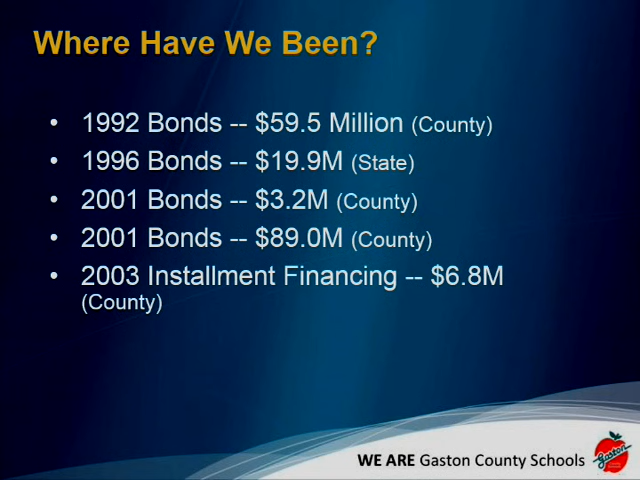 Where Have We Been?
• 1992 Bonds -- $59.5 Million (County)
• 1996 Bonds -- $19.9M (State)
• 2001 Bonds -- $3.2M (County)
• 2001 Bonds -- $89.0M (County)
• 2003 Installment Financing -- $6.8M
(County)
WE ARE Gaston County Schools
Gaston